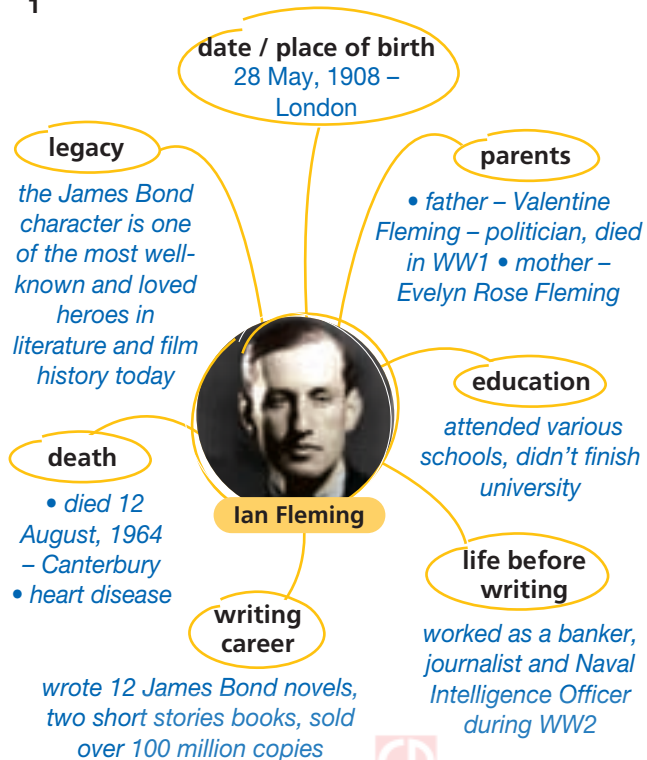 1
date / place of birth
28 May, 1908 –
London
legacy
the James Bond
character is one
of the most well-
known and loved
heroes in
literature and film
history today
parents
• father – Valentine
Fleming – politician, died
in WW1 • mother –
Evelyn Rose Fleming
education
attended various
schools, didn't finish
university
death
• died 12
August, 1964
– Canterbury
• heart disease
Ian Fleming
life before
writing
worked as a banker,
journalist and Naval
Intelligence Officer
during WW2
writing
career
wrote 12 James Bond novels,
two short stories books, sold
over 100 million copies